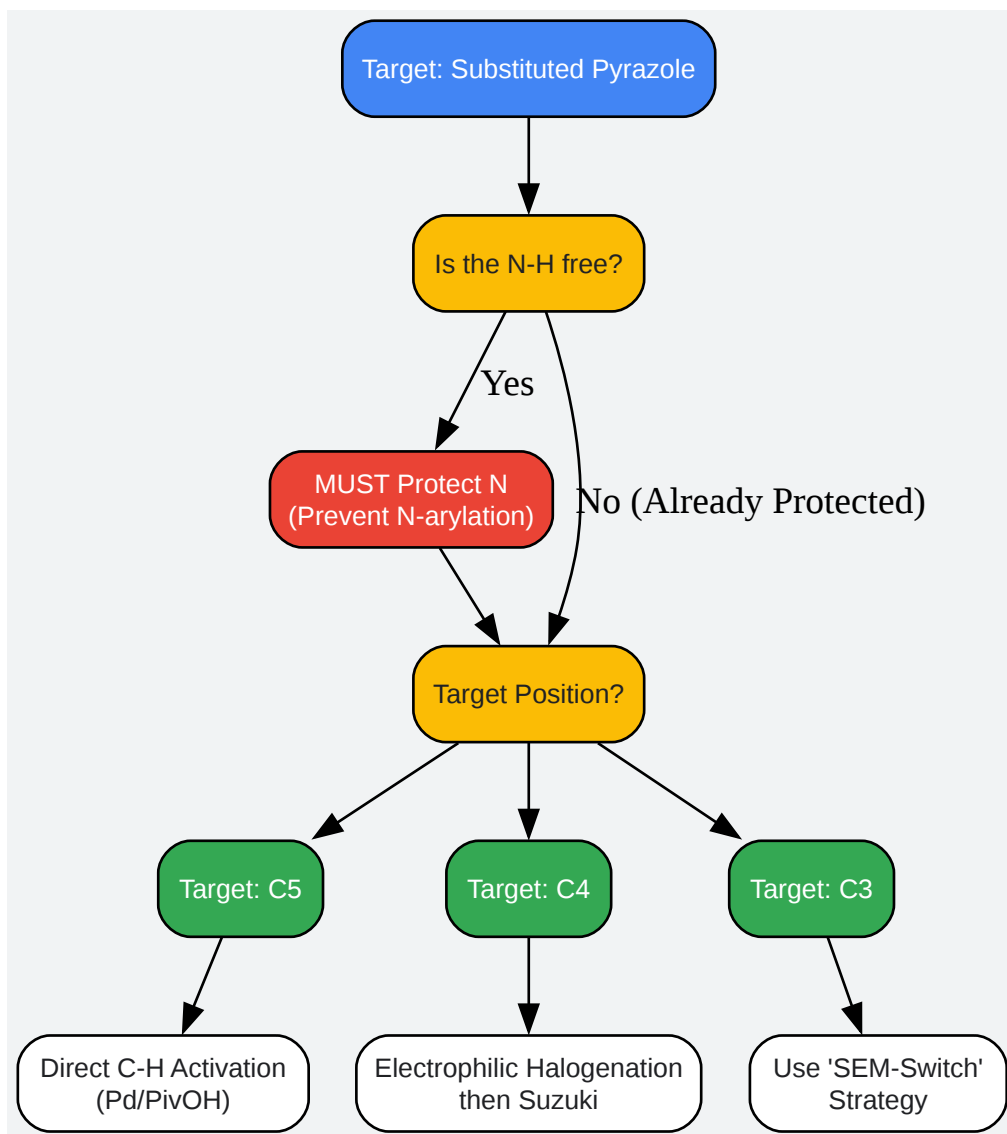 Target: Substituted Pyrazole
Is the N-H free?
Yes
MUST Protect N
(Prevent N-arylation)
No (Already Protected)
Target Position?
Target: C5
Target: C4
Target: C3
Direct C-H Activation
(Pd/PivOH)
Electrophilic Halogenation
then Suzuki
Use 'SEM-Switch'
Strategy